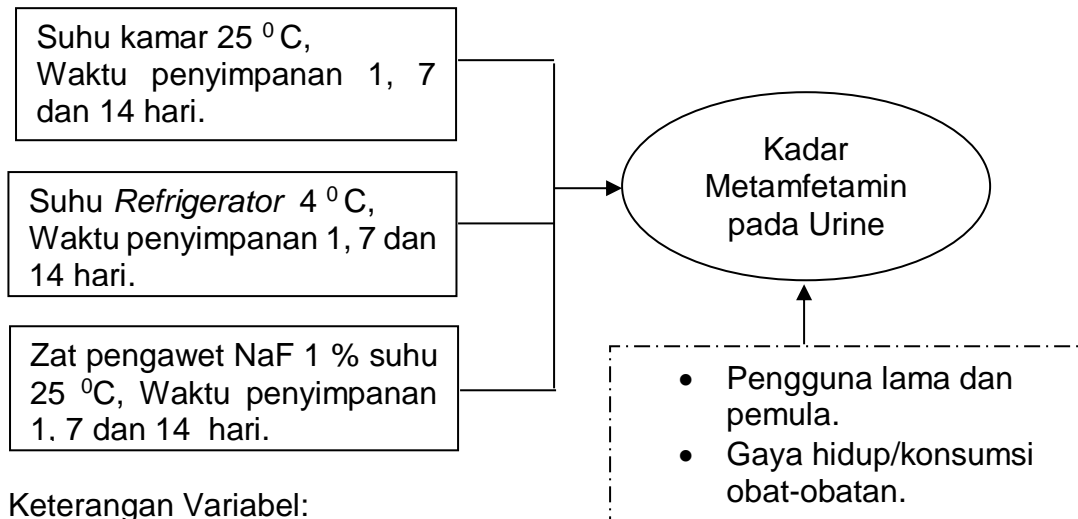 Suhu kamar 25 ⁰ C,
Waktu penyimpanan 1, 7
dan 14 hari.
Suhu Refrigerator 4 ⁰ C,
Waktu penyimpanan 1, 7 dan
14 hari.
Zat pengawet NaF 1 % suhu
25 ⁰C, Waktu penyimpanan
1, 7 dan 14 hari.
Kadar
Metamfetamin
pada Urine
• Pengguna lama dan
pemula.
• Gaya hidup/konsumsi
obat-obatan.
Keterangan Variabel: